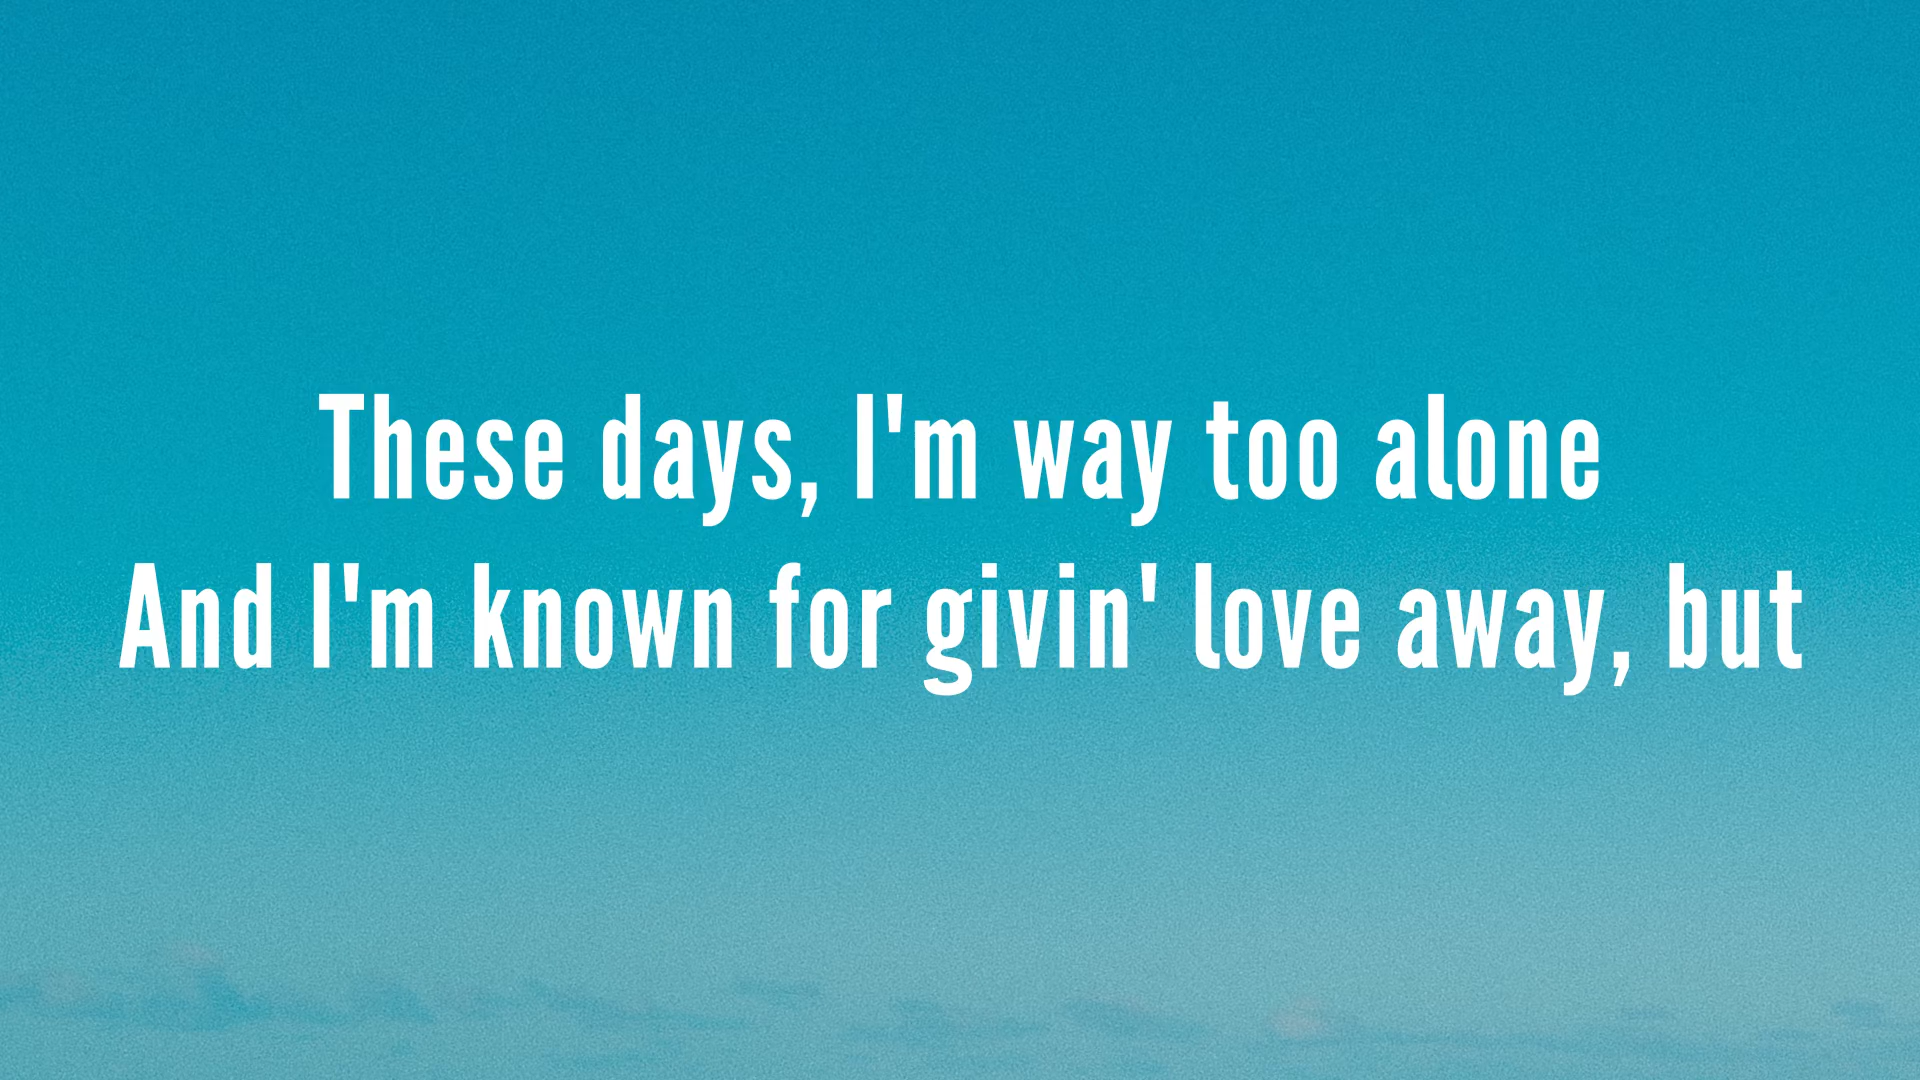 These days, I'm way too alone
And I'm known for givin' love away, but